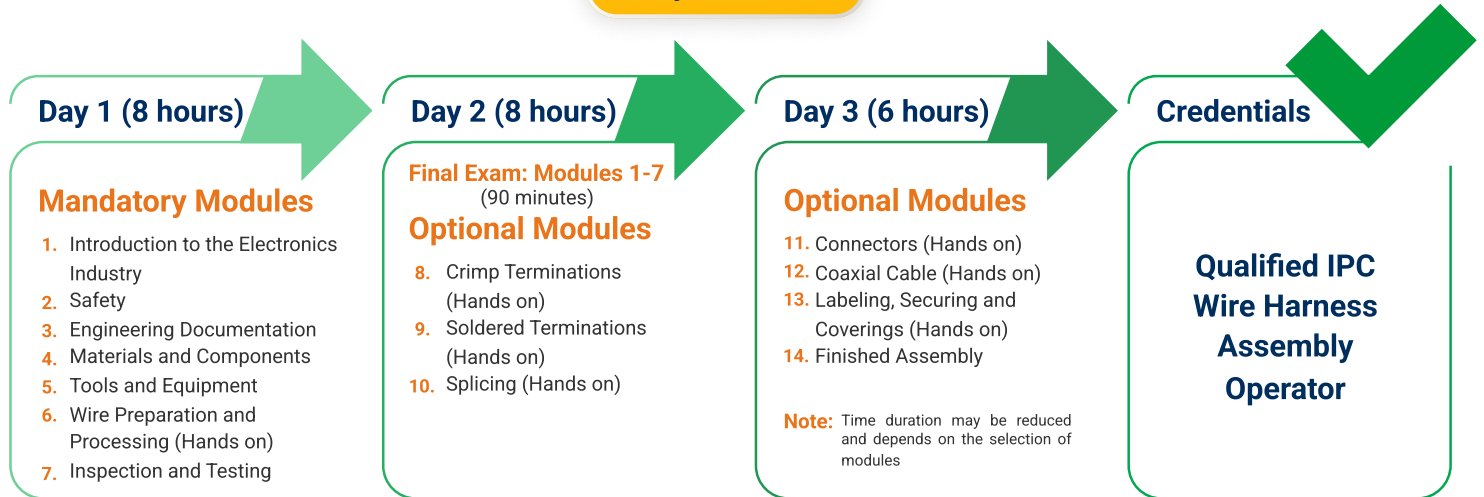 Day 1 (8 hours)
Mandatory Modules
1. Introduction to the Electronics
Industry
2. Safety
3. Engineering Documentation
4. Materials and Components
5. Tools and Equipment
6. Wire Preparation and
Processing (Hands on)
7. Inspection and Testing
Day 2 (8 hours)
Final Exam: Modules 1-7
(90 minutes)
Optional Modules
8. Crimp Terminations
(Hands on)
9. Soldered Terminations
(Hands on)
10. Splicing (Hands on)
Day 3 (6 hours)
Optional Modules
11. Connectors (Hands on)
12. Coaxial Cable (Hands on)
13. Labeling, Securing and
Coverings (Hands on)
14. Finished Assembly
Note: Time duration may be reduced
and depends on the selection of
modules
Credentials
Qualified IPC
Wire Harness
Assembly
Operator